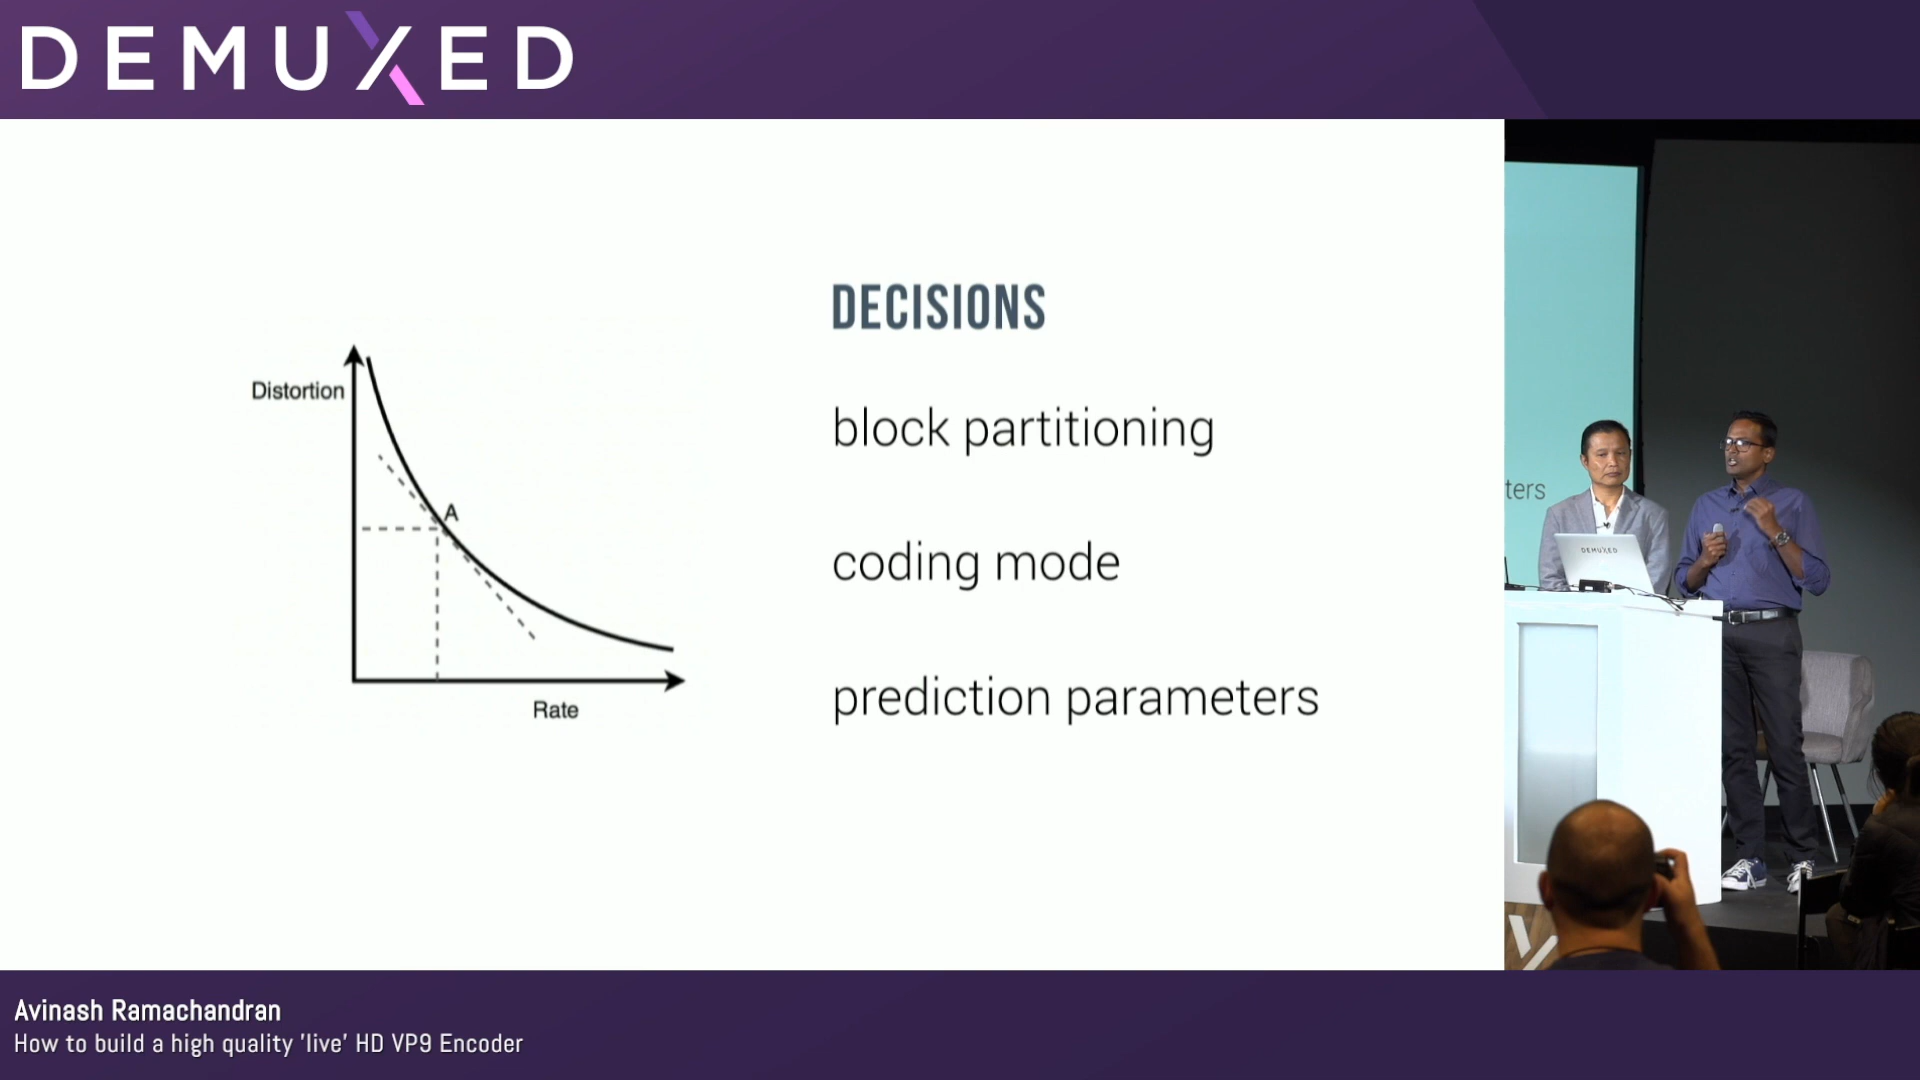 DEMUXED
DECISIONS
Distortion
block partitioning
A
coding mode
ters
DEMUXED
prediction parameters
Rate
Avinash Ramachandran
How to build a high quality 'live' HD VP9 Encoder